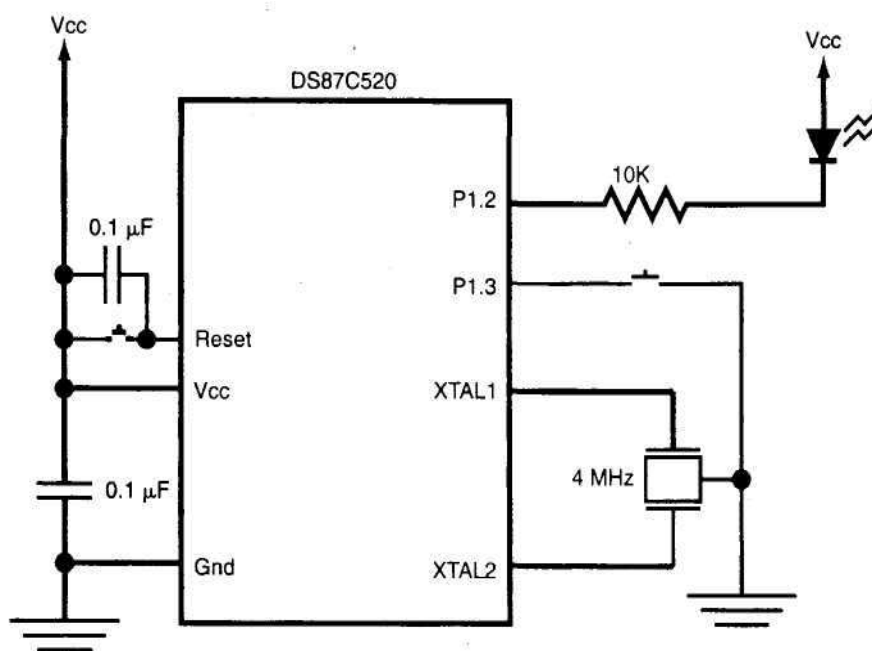 Vcc
Vcc
DS87C520
10K
P1.2
0.1 µF
P1.3
Reset
Vcc
XTAL1
4 MHz
0.1 µF
Gnd
XTAL2